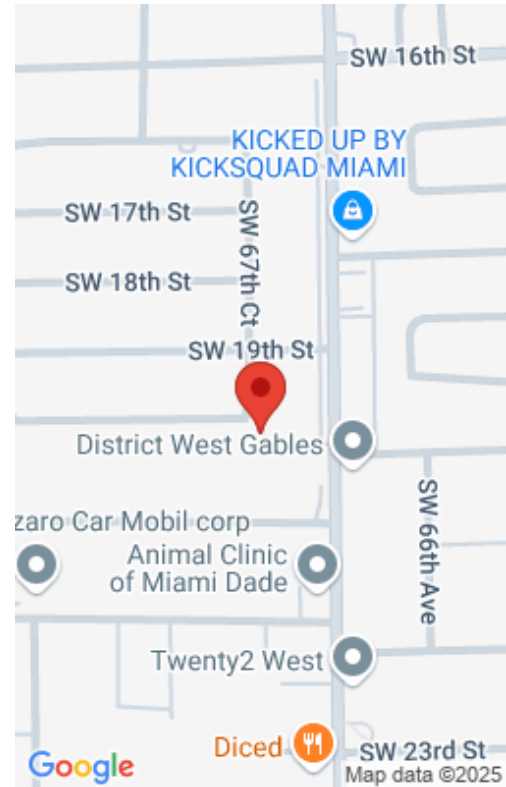 SW 16th St
KICKED UP BY
KICKSQUAD MIAMI
SW 17th St
SW 67th Ct
SW 18th St
SW 19th St
District West Gables
SW 66th Ave
zaro Car Mobil corp
Animal Clinic
of Miami Dade
Twenty2 West
Diced
SW 23rd St
Google
Map data ©2025